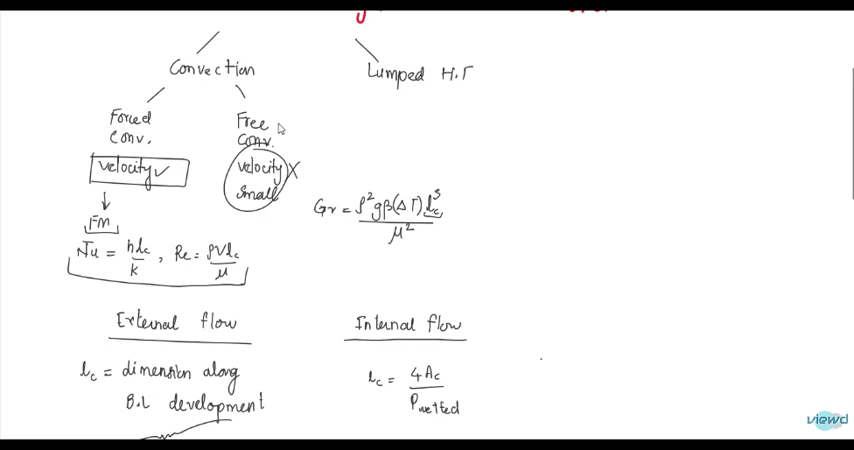 Convection
Lumped H.T
Forced
Conv.
Free
Conv.
velocity✓
velocity X
Small
FM
Gr = ρ²gβ(ΔT)lc³/μ²
Nu = hlc/k , Re = ρVlc/μ
External flow
Internal flow
lc = dimension along
B.L development
lc = 4Ac/Pwetted
viewd